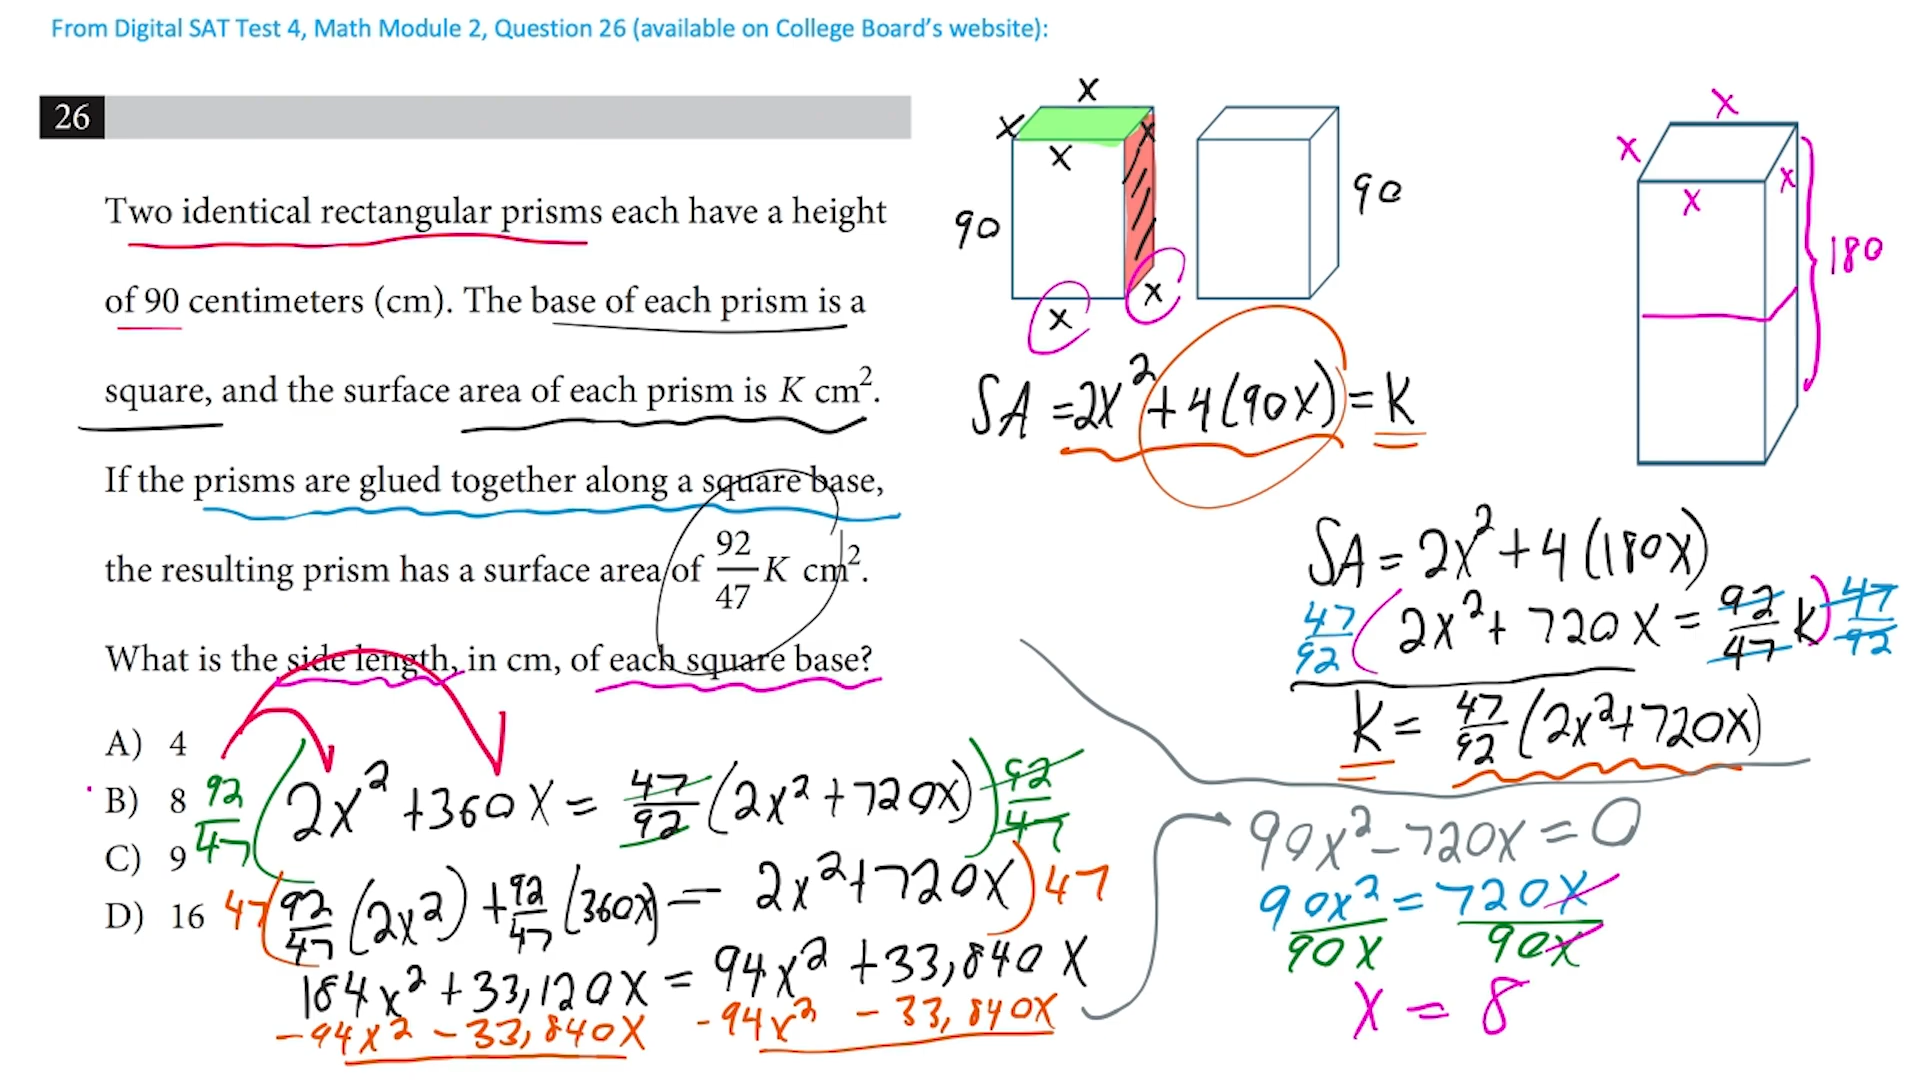 From Digital SAT Test 4, Math Module 2, Question 26 (available on College Board's website):
26
Two identical rectangular prisms each have a height
of 90 centimeters (cm). The base of each prism is a
square, and the surface area of each prism is K cm².
If the prisms are glued together along a square base,
the resulting prism has a surface area of 92/47 K cm².
What is the side length, in cm, of each square base?
A) 4
B) 8
C) 9
D) 16
x
x
x
x
90
x
x
90
SA = 2x² + 4(90x) = K
x
x
x
x
180
SA = 2x² + 4(180x)
47/92 (2x² + 720x = 92/47 K) 47/92
K = 47/92 (2x² + 720x)
92/47 (2x² + 360x = 47/92 (2x² + 720x)) 92/47
47 (92/47 (2x²) + 92/47 (360x) = 2x² + 720x) 47
184x² + 33,120x = 94x² + 33,840x
-94x² - 33,840x -94x² - 33,840x
90x² - 720x = 0
90x² = 720x
90x 90x
x = 8